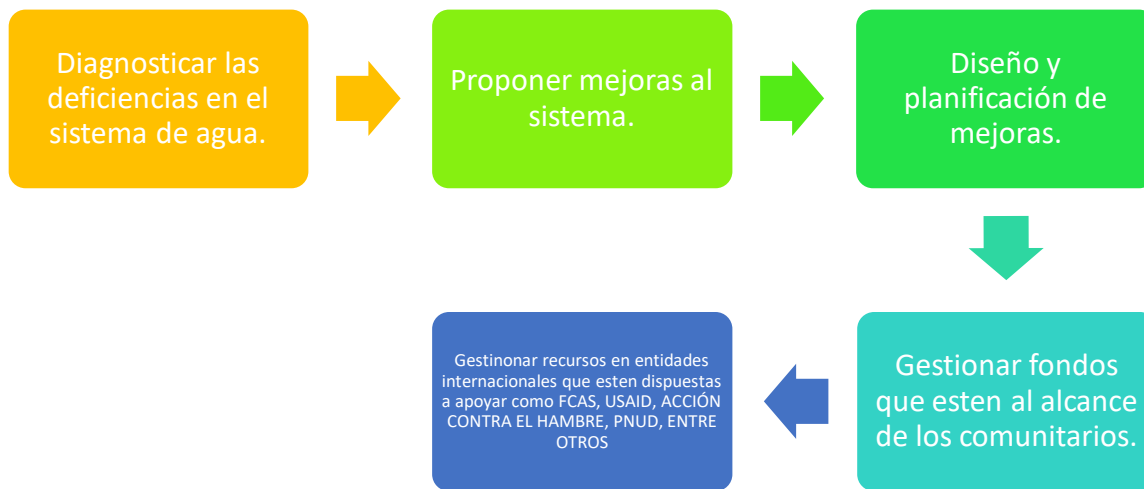 Diagnosticar las
deficiencias en el
sistema de agua.
Proponer mejoras al
sistema.
Diseño y
planificación de
mejoras.
Gestinonar recursos en entidades
internacionales que esten dispuestas
a apoyar como FCAS, USAID, ACCIÓN
CONTRA EL HAMBRE, PNUD, ENTRE
OTROS
Gestionar fondos
que esten al alcance
de los comunitarios.